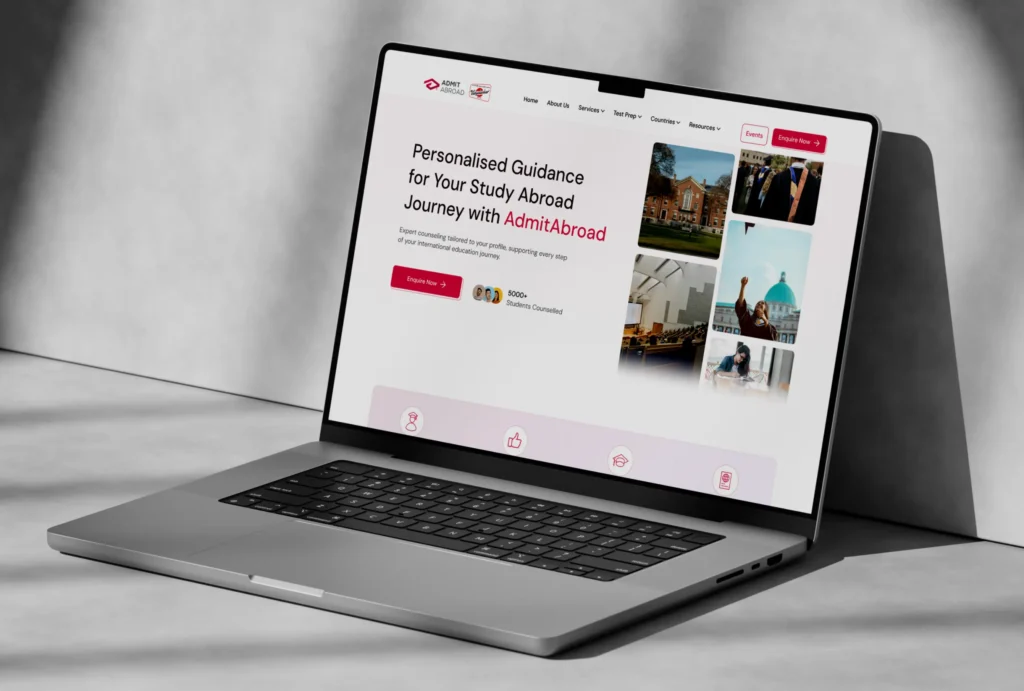 ADMIT
ABROAD
Home
About Us
Services
Test Prep
Countries
Resources
Events
Enquire Now
Personalised Guidance
for Your Study Abroad
Journey with AdmitAbroad
Expert counseling tailored to your profile, supporting every step
of your international education journey.
Enquire Now
5000+
Students Counselled